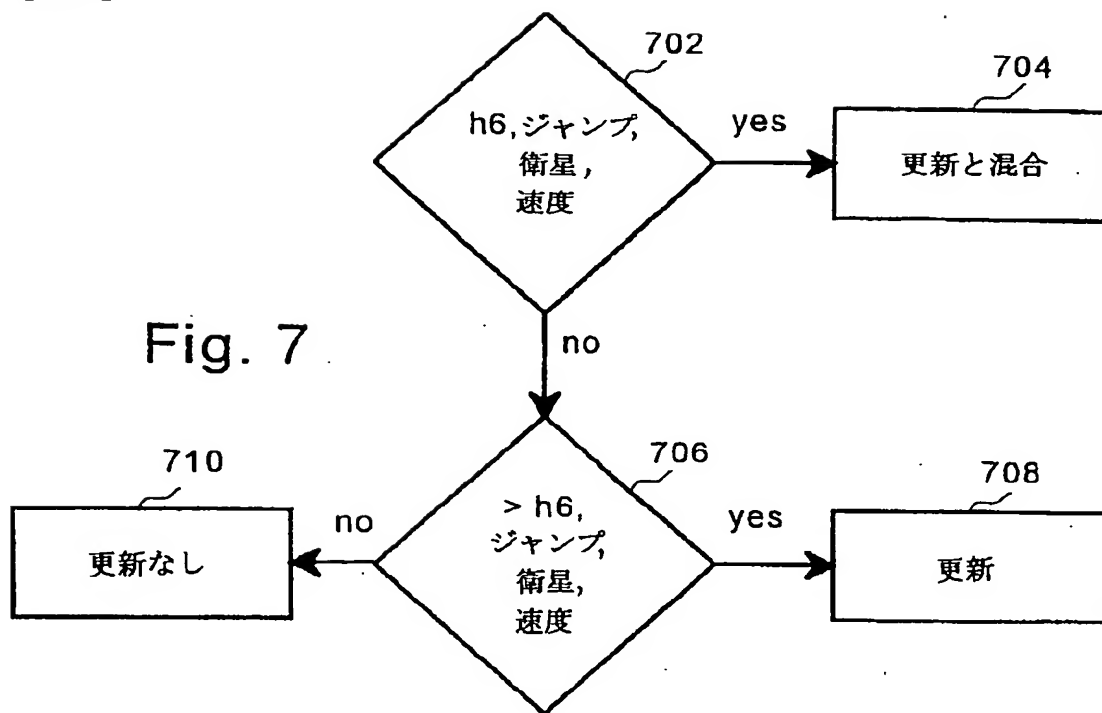 702
h6, ジャンプ,
衛星,
速度
yes
704
更新と混合
Fig. 7
no
706
> h6,
ジャンプ,
衛星,
速度
yes
708
更新
no
710
更新なし